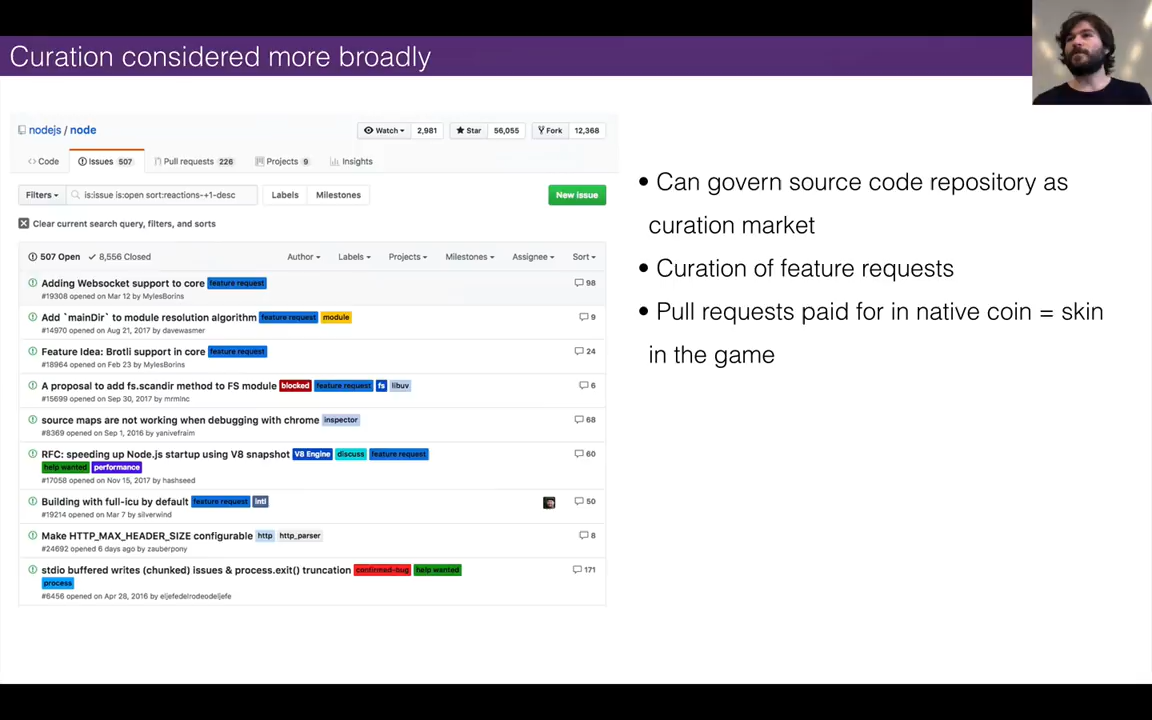 Curation considered more broadly
nodejs / node
Watch 2,981 Star 56,055 Fork 12,368
Code Issues 507 Pull requests 226 Projects 9 Insights
Filters is:issue is:open sort:reactions-+1-desc Labels Milestones New issue
Clear current search query, filters, and sorts
507 Open 8,556 Closed Author Labels Projects Milestones Assignee Sort
Adding Websocket support to core feature request 98
#19308 opened on Mar 12 by MylesBorins
Add `mainDir` to module resolution algorithm feature request module 9
#14970 opened on Aug 21, 2017 by davewasmer
Feature Idea: Brotli support in core feature request 24
#18964 opened on Feb 23 by MylesBorins
A proposal to add fs.scandir method to FS module blocked feature request fs libuv 6
#15699 opened on Sep 30, 2017 by mrminc
source maps are not working when debugging with chrome inspector 68
#8369 opened on Sep 1, 2016 by yanivefraim
RFC: speeding up Node.js startup using V8 snapshot V8 Engine discuss feature request 60
help wanted performance
#17058 opened on Nov 15, 2017 by hashseed
Building with full-icu by default feature request intl 50
#19214 opened on Mar 7 by silverwind
Make HTTP_MAX_HEADER_SIZE configurable http http_parser 8
#24692 opened 6 days ago by zauberpony
stdio buffered writes (chunked) issues & process.exit() truncation confirmed-bug help wanted 171
process
#6456 opened on Apr 28, 2016 by eljefedelrodeodeljefe
• Can govern source code repository as
curation market
• Curation of feature requests
• Pull requests paid for in native coin = skin
in the game